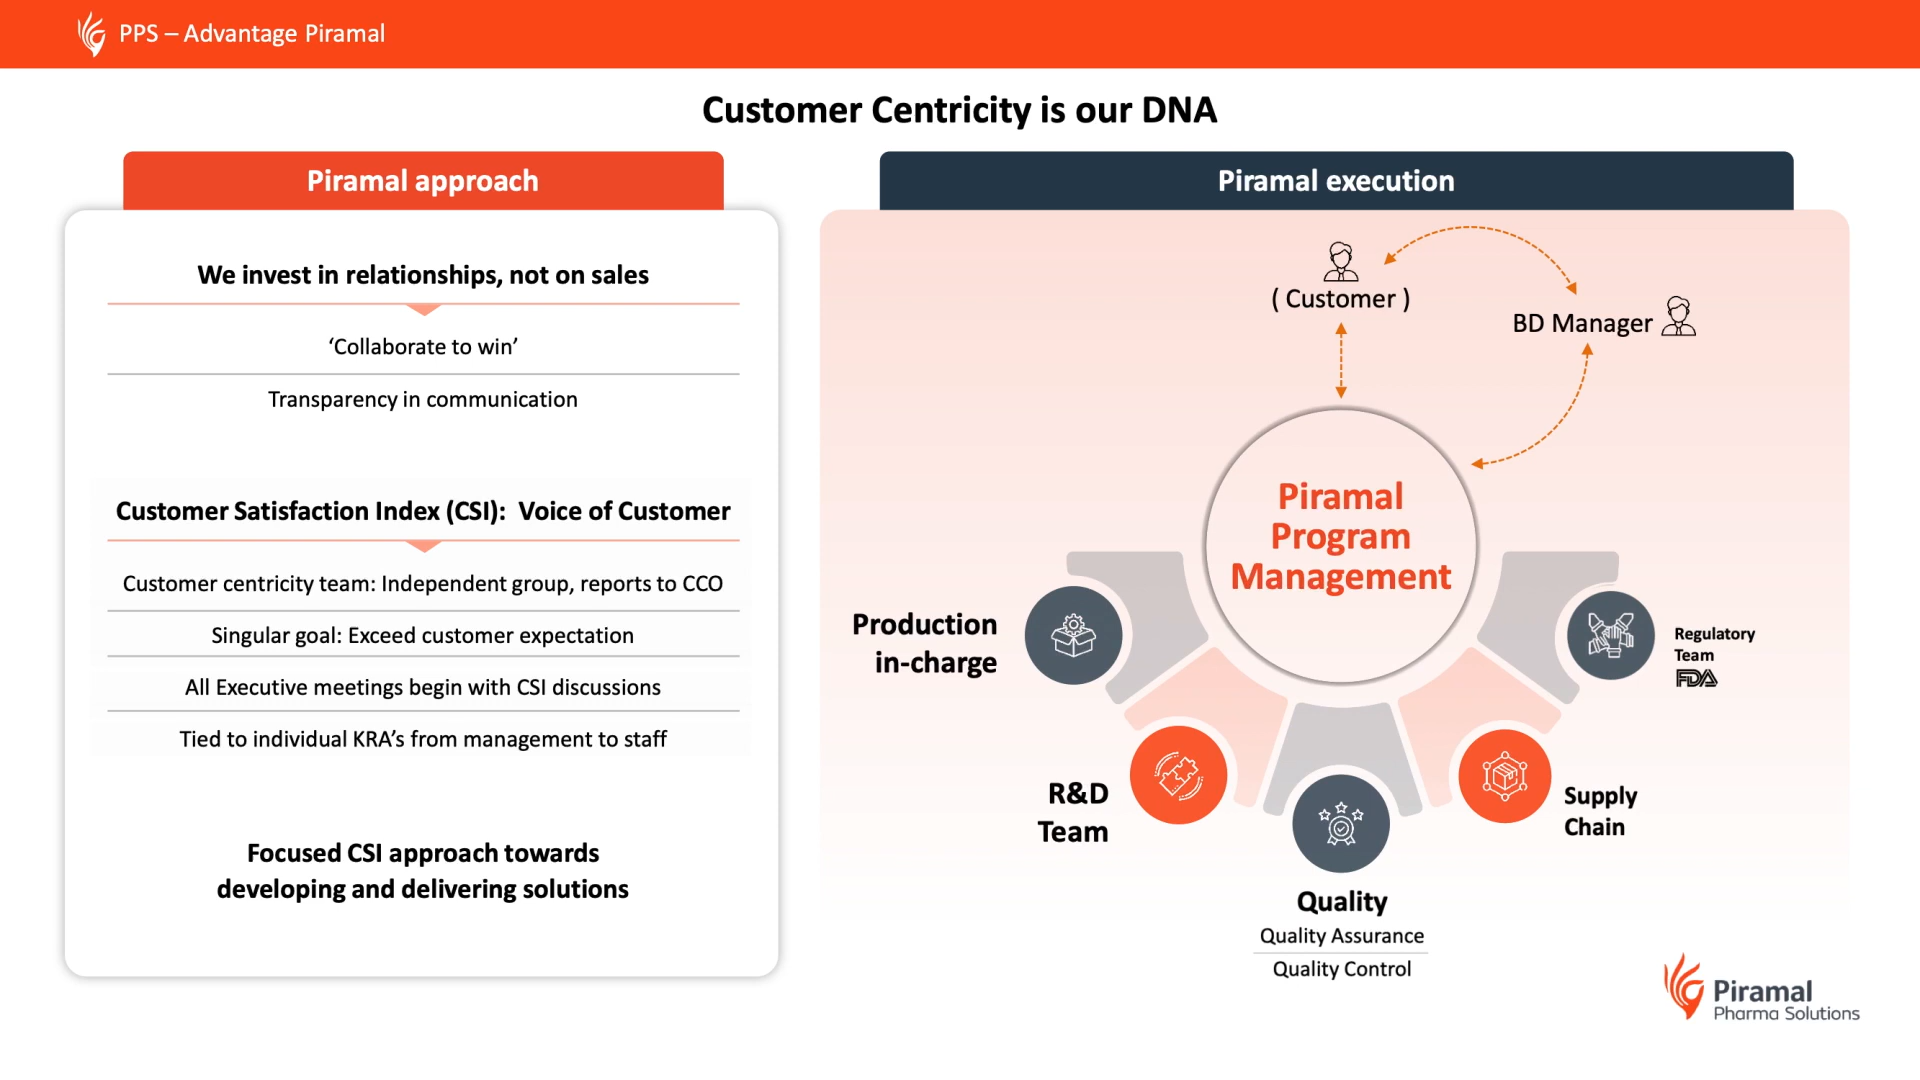 PPS – Advantage Piramal
Customer Centricity is our DNA
Piramal approach
We invest in relationships, not on sales
‘Collaborate to win’
Transparency in communication
Customer Satisfaction Index (CSI):  Voice of Customer
Customer centricity team: Independent group, reports to CCO
Singular goal: Exceed customer expectation
All Executive meetings begin with CSI discussions
Tied to individual KRA’s from management to staff
Focused CSI approach towards
developing and delivering solutions
Piramal execution
( Customer )
BD Manager
Piramal
Program
Management
Production
in-charge
R&D
Team
Quality
Quality Assurance
Quality Control
Supply
Chain
Regulatory
Team
FDA
Piramal
Pharma Solutions